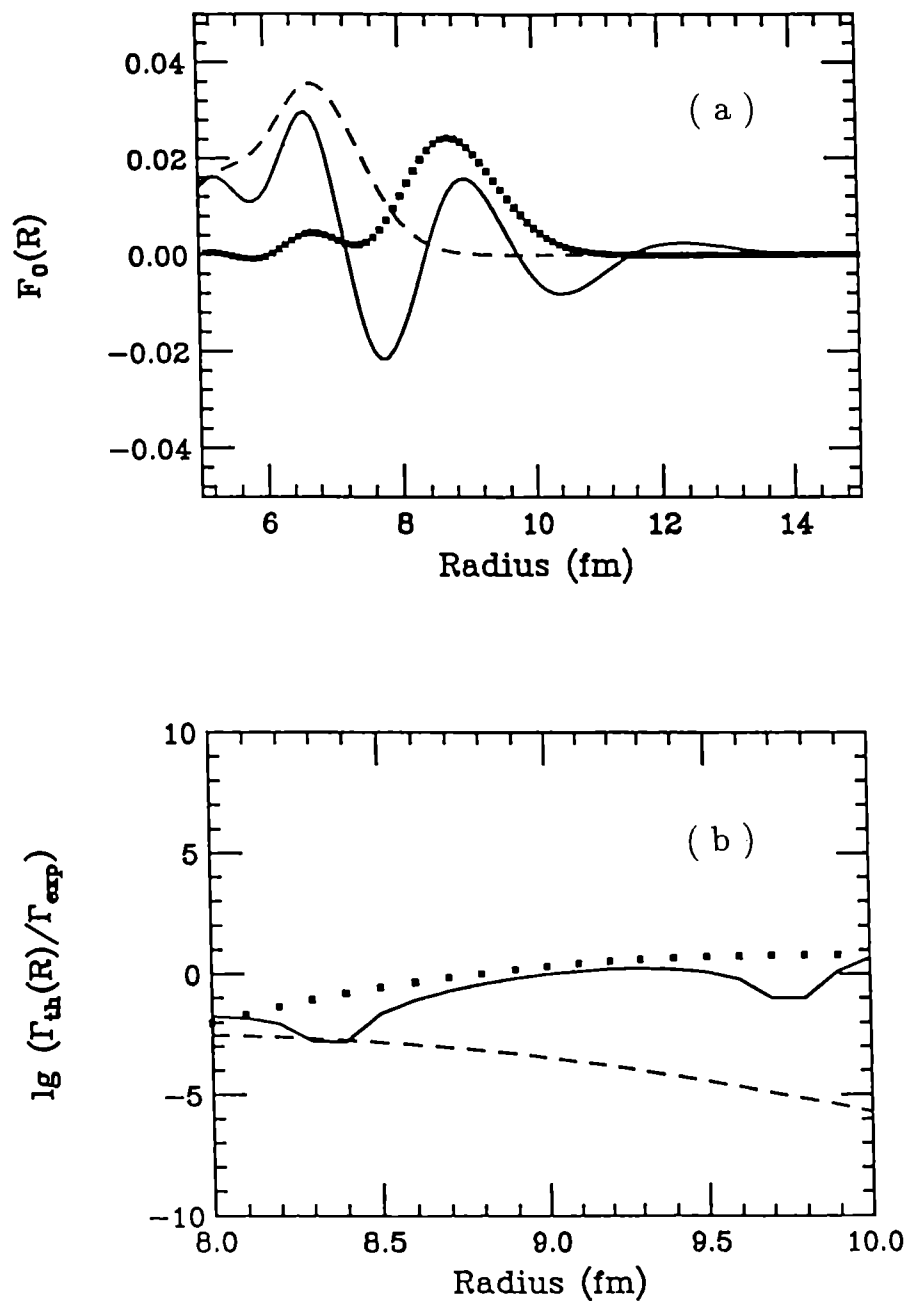 0.04
( a )
0.02
0.00
F₀(R)
−0.02
−0.04
6 8 10 12 14
Radius (fm)
10
( b )
5
0
lg (Γth(R)/Γexp)
−5
−10
8.0 8.5 9.0 9.5 10.0
Radius (fm)